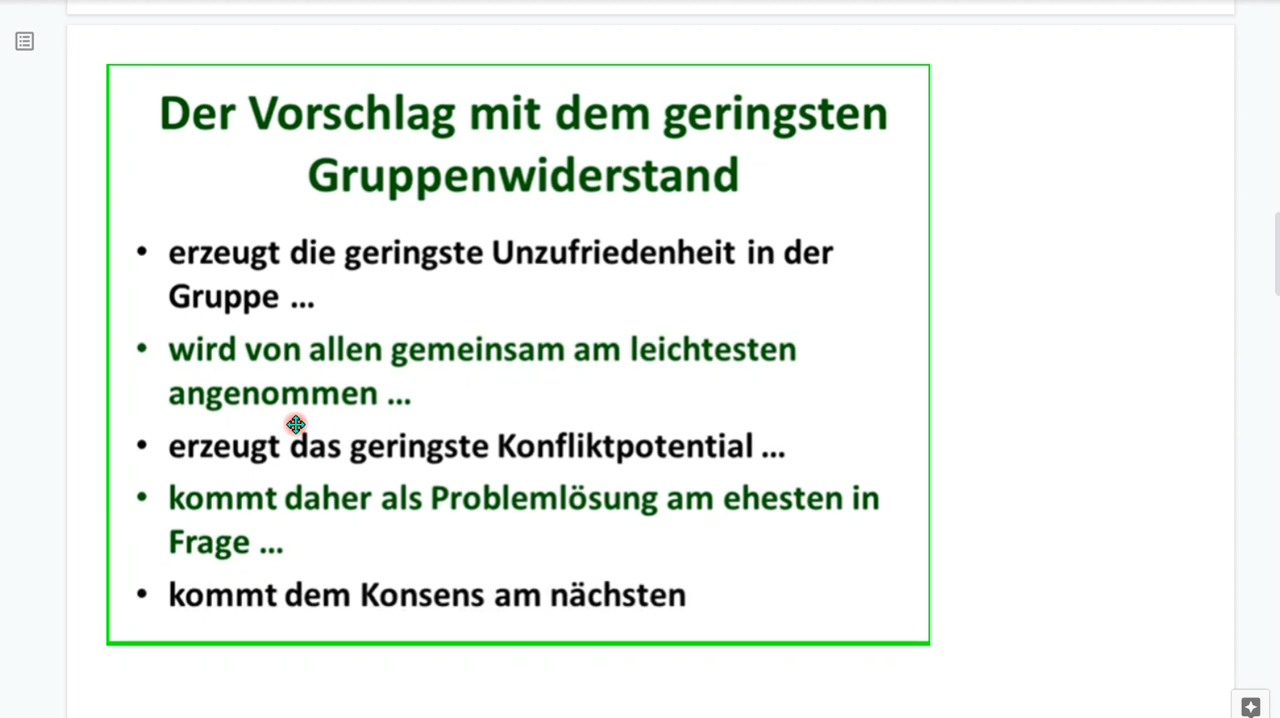 Der Vorschlag mit dem geringsten
Gruppenwiderstand
• erzeugt die geringste Unzufriedenheit in der
Gruppe ...
• wird von allen gemeinsam am leichtesten
angenommen ...
• erzeugt das geringste Konfliktpotential ...
• kommt daher als Problemlösung am ehesten in
Frage ...
• kommt dem Konsens am nächsten